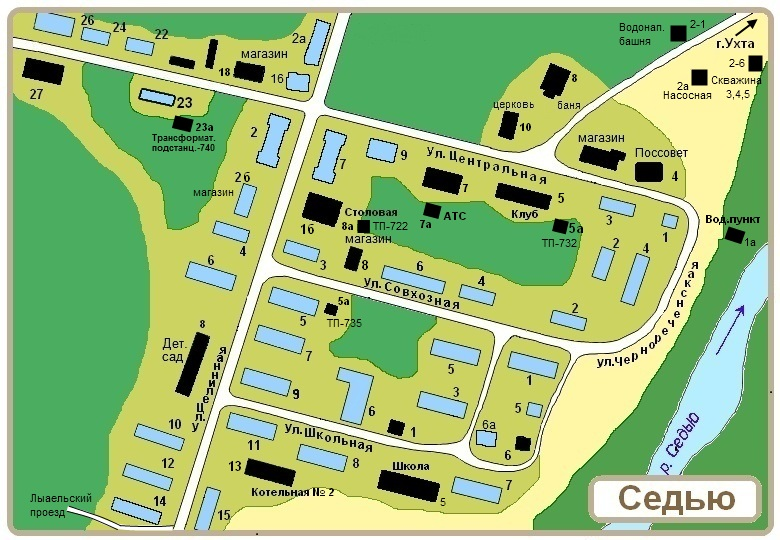 26
24
22
2а
27
18
магазин
16
23
23а
Трансформат.
подстанц.-740
Водонап.
башня
2-1
г.Ухта
2-6
2а
Скважина
Насосная
3,4,5
8
церковь
баня
10
магазин
Поссовет
4
2
7
9
Ул.Центральная
7
5
Клуб
2б
магазин
4
6
1б
Столовая
8а
ТП-722
магазин
8
7а
АТС
5а
ТП-732
3
1
2
4
Вод.пункт
1а
3
6
4
ул.Совхозная
2
ул.Чернореченская
5
5а
ТП-735
7
9
5
3
6
1
1
5
6а
6
8
Дет.
сад
ул.Целинная
10
12
14
Лыаельский
проезд
11
ул.Школьная
8
13
Котельная № 2
Школа
5
7
15
р. Седью
Седью